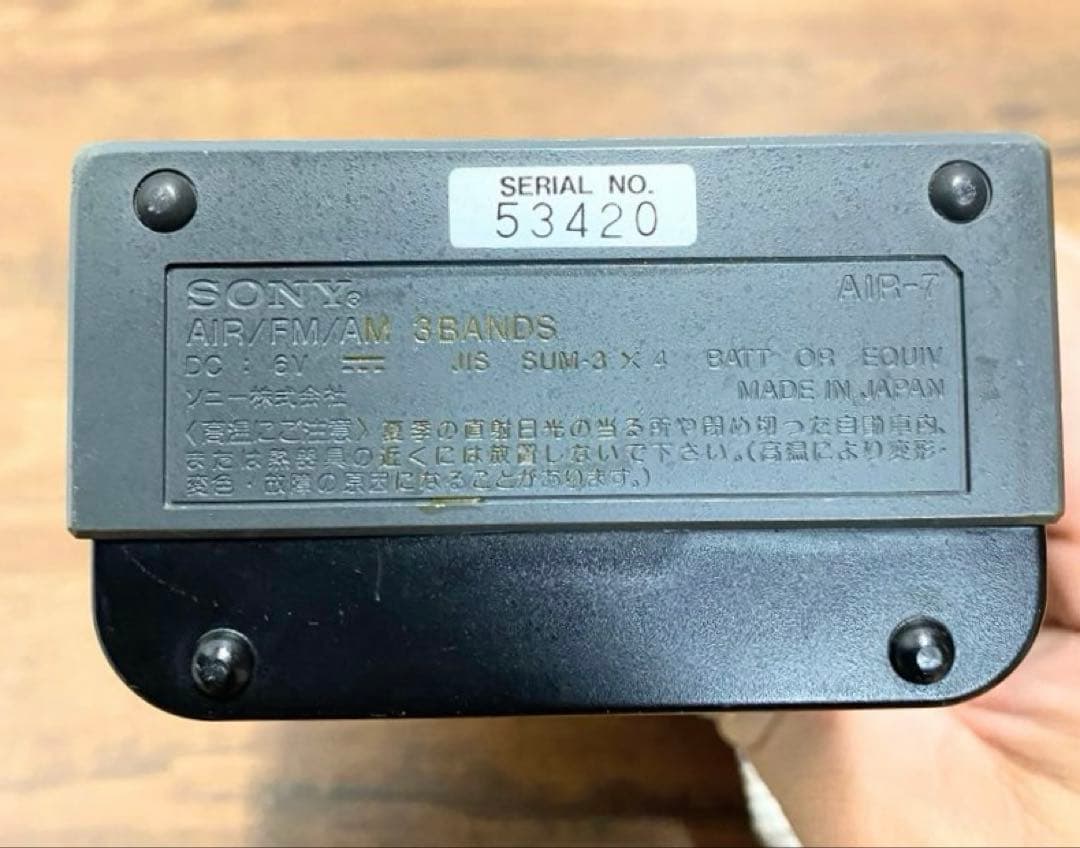 SERIAL NO.
53420
SONY®
AIR-7
AIR/FM/AM 3BANDS
DC : 6V ⎓ JIS SUM-3 × 4 BATT OR EQUIV
ソニー株式会社 MADE IN JAPAN
〈高温にご注意〉夏季の直射日光の当る所や閉め切った自動車内、
または熱器具の近くには放置しないで下さい。(高温により変形・
変色・故障の原因になることがあります。)